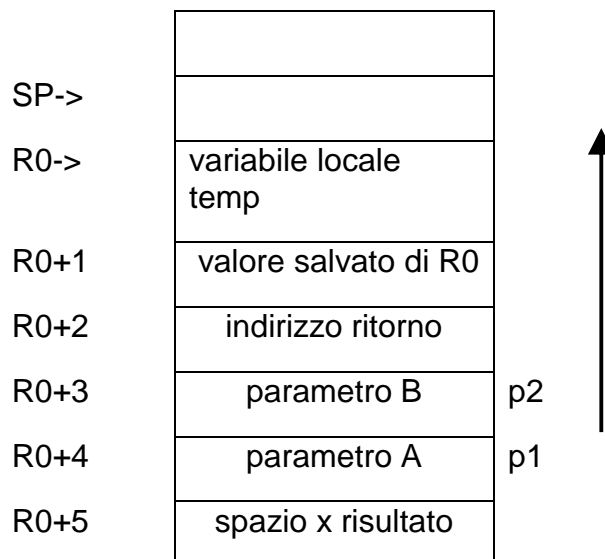 SP->
R0-> variabile locale
temp
R0+1 valore salvato di R0
R0+2 indirizzo ritorno
R0+3 parametro B p2
R0+4 parametro A p1
R0+5 spazio x risultato